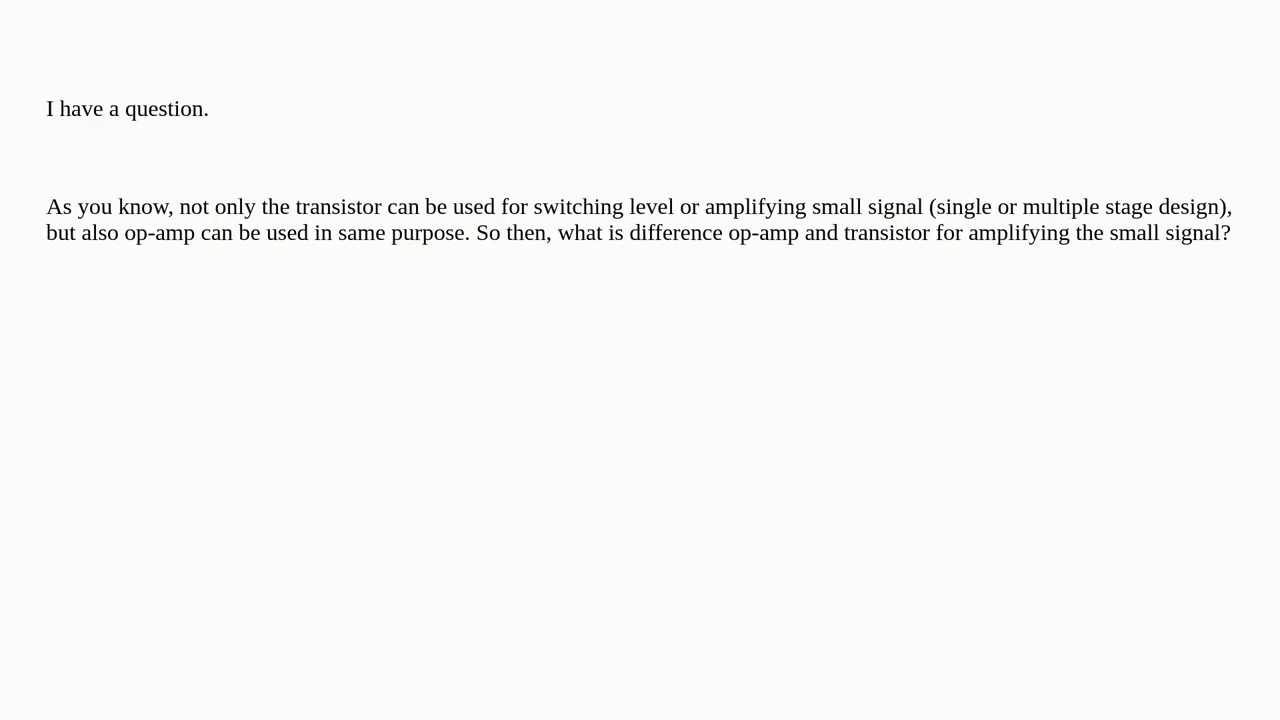 I have a question.
As you know, not only the transistor can be used for switching level or amplifying small signal (single or multiple stage design),
but also op-amp can be used in same purpose. So then, what is difference op-amp and transistor for amplifying the small signal?